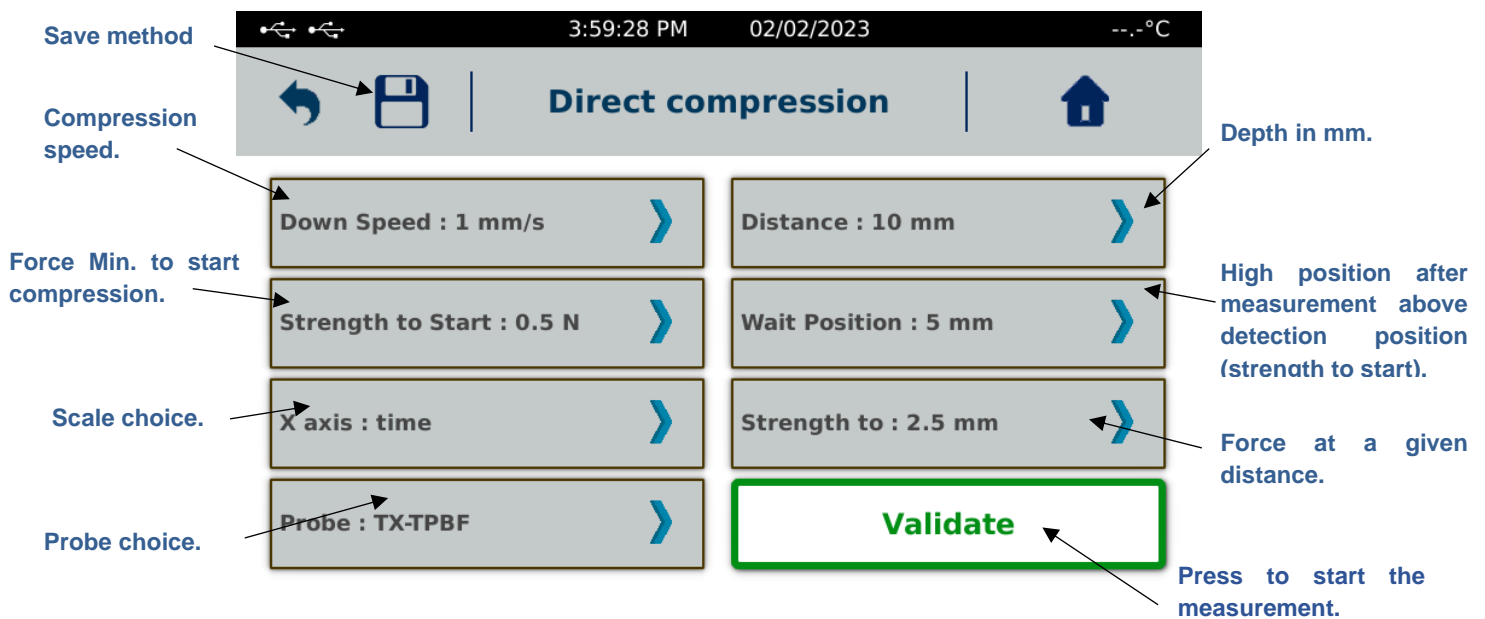 Save method
Compression
speed.
Force Min. to start
compression.
Scale choice.
Probe choice.
3:59:28 PM 02/02/2023 --.-°C
Direct compression
Down Speed : 1 mm/s
Distance : 10 mm
Strength to Start : 0.5 N
Wait Position : 5 mm
X axis : time
Strength to : 2.5 mm
Probe : TX-TPBF
Validate
Depth in mm.
High position after
measurement above
detection position
(strength to start).
Force at a given
distance.
Press to start the
measurement.